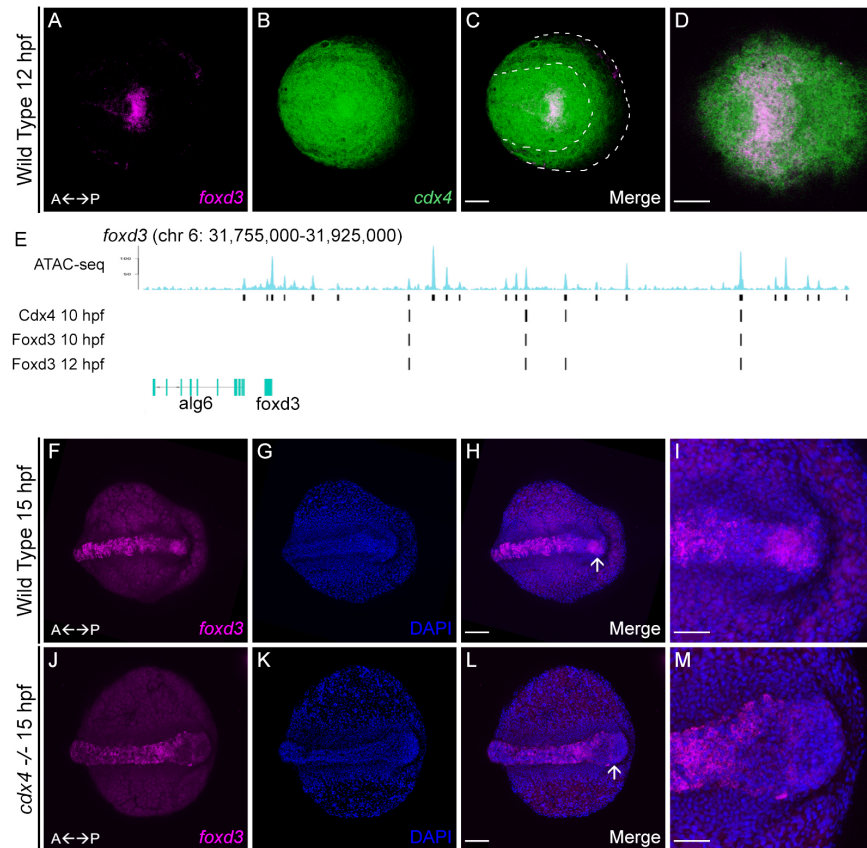 Wild Type 12 hpf
A
B
C
D
A←→P
foxd3
cdx4
Merge
E
foxd3 (chr 6: 31,755,000-31,925,000)
ATAC-seq
Cdx4 10 hpf
Foxd3 10 hpf
Foxd3 12 hpf
alg6
foxd3
Wild Type 15 hpf
F
G
H
I
A←→P
foxd3
DAPI
Merge
cdx4 -/- 15 hpf
J
K
L
M
A←→P
foxd3
DAPI
Merge